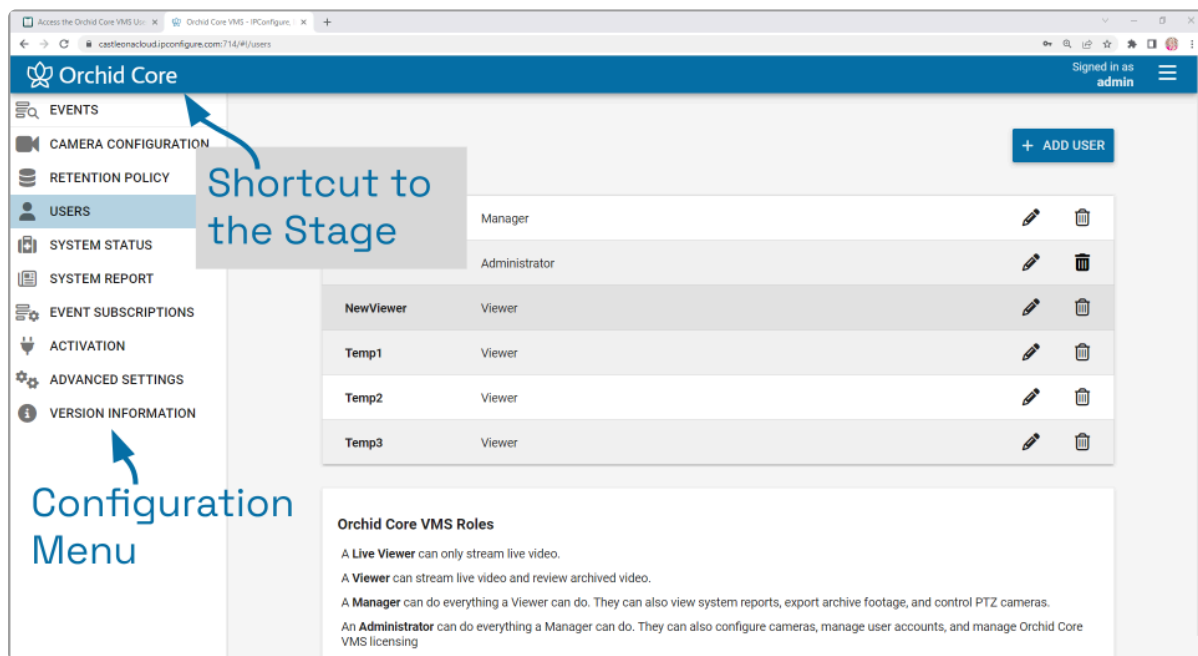 Access the Orchid Core VMS Use
Orchid Core VMS - IPConfigure,
castleonacloud.ipconfigure.com:714/#!/users
Orchid Core
Signed in as
admin
EVENTS
CAMERA CONFIGURATION
RETENTION POLICY
USERS
SYSTEM STATUS
SYSTEM REPORT
EVENT SUBSCRIPTIONS
ACTIVATION
ADVANCED SETTINGS
VERSION INFORMATION
Shortcut to
the Stage
Configuration
Menu
+ ADD USER
Manager
Administrator
NewViewer Viewer
Temp1 Viewer
Temp2 Viewer
Temp3 Viewer
Orchid Core VMS Roles
A Live Viewer can only stream live video.
A Viewer can stream live video and review archived video.
A Manager can do everything a Viewer can do. They can also view system reports, export archive footage, and control PTZ cameras.
An Administrator can do everything a Manager can do. They can also configure cameras, manage user accounts, and manage Orchid Core
VMS licensing